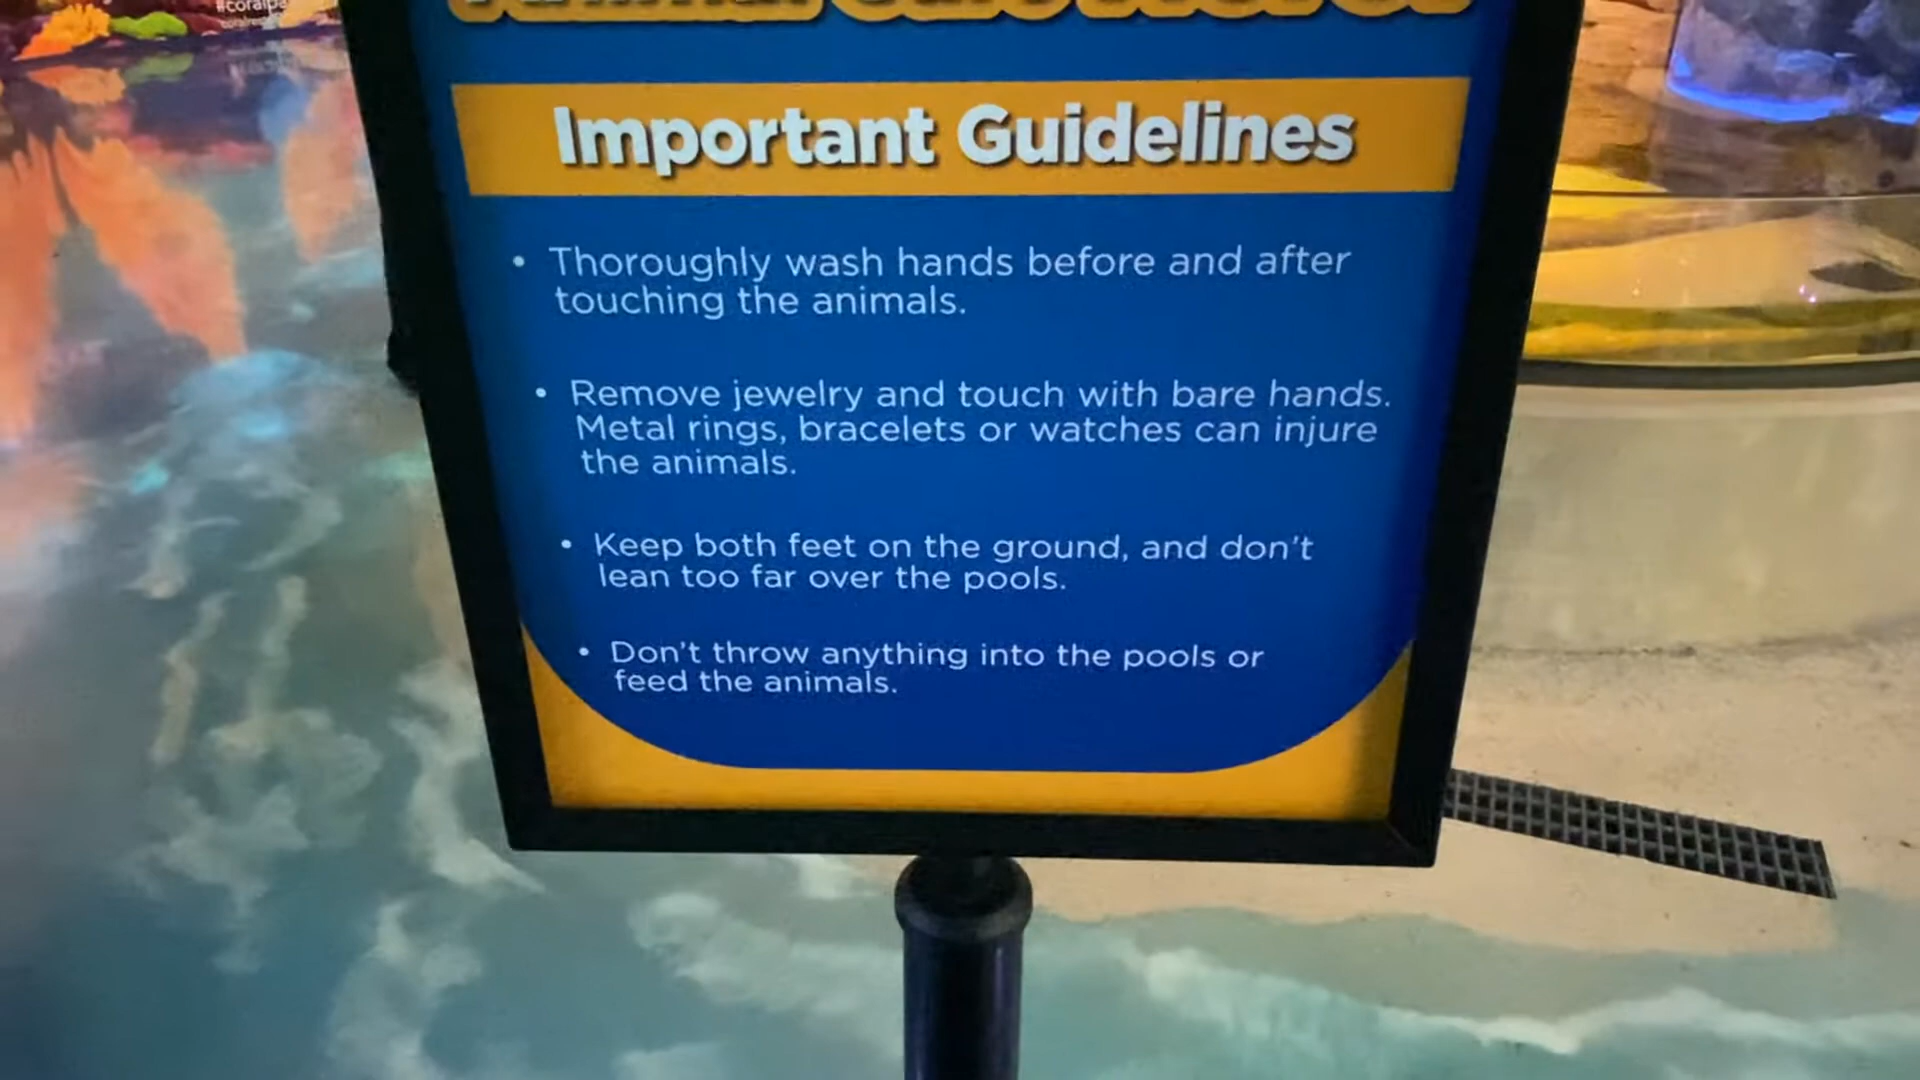 #coralpa
Important Guidelines
• Thoroughly wash hands before and after
touching the animals.
• Remove jewelry and touch with bare hands.
Metal rings, bracelets or watches can injure
the animals.
• Keep both feet on the ground, and don't
lean too far over the pools.
• Don't throw anything into the pools or
feed the animals.